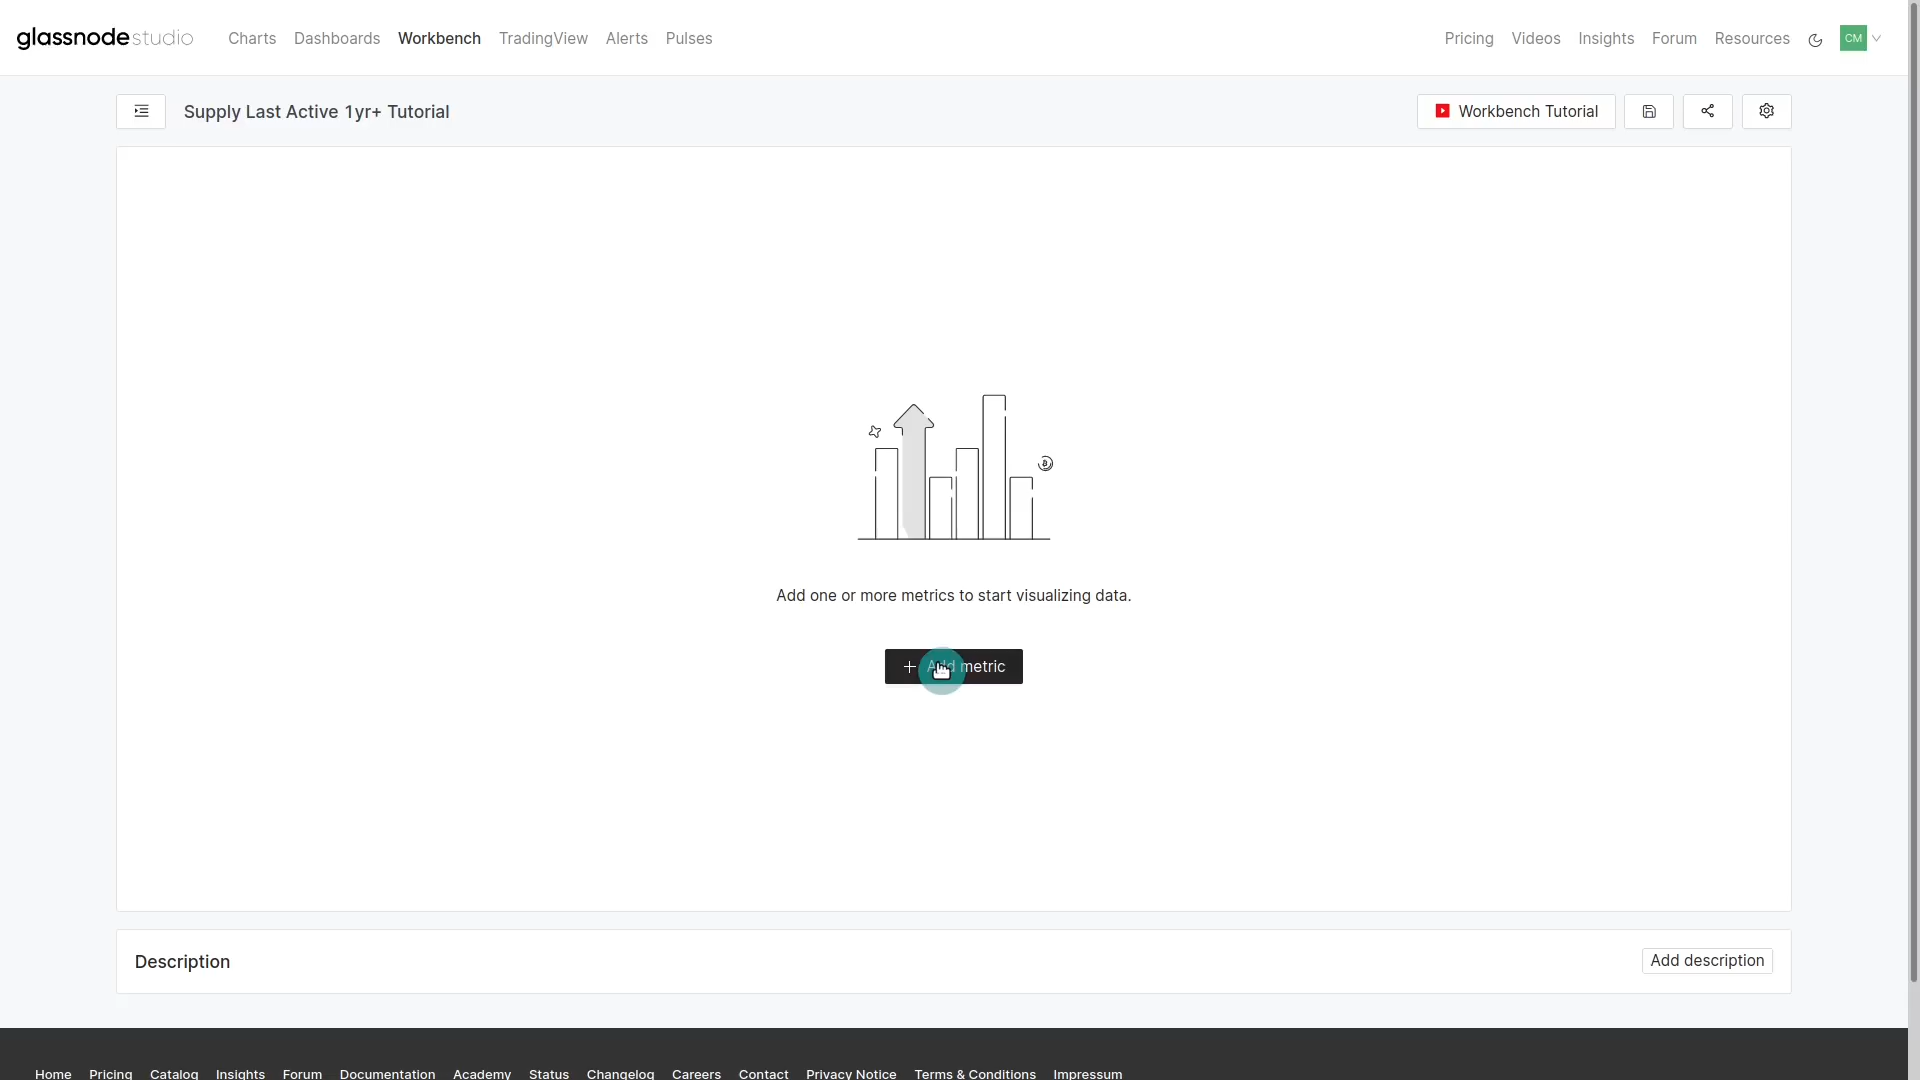 glassnodestudio Charts Dashboards Workbench TradingView Alerts Pulses Pricing Videos Insights Forum Resources CM
Supply Last Active 1yr+ Tutorial Workbench Tutorial
Add one or more metrics to start visualizing data.
+ Add metric
Description Add description
Home Pricing Catalog Insights Forum Documentation Academy Status Changelog Careers Contact Privacy Notice Terms & Conditions Impressum